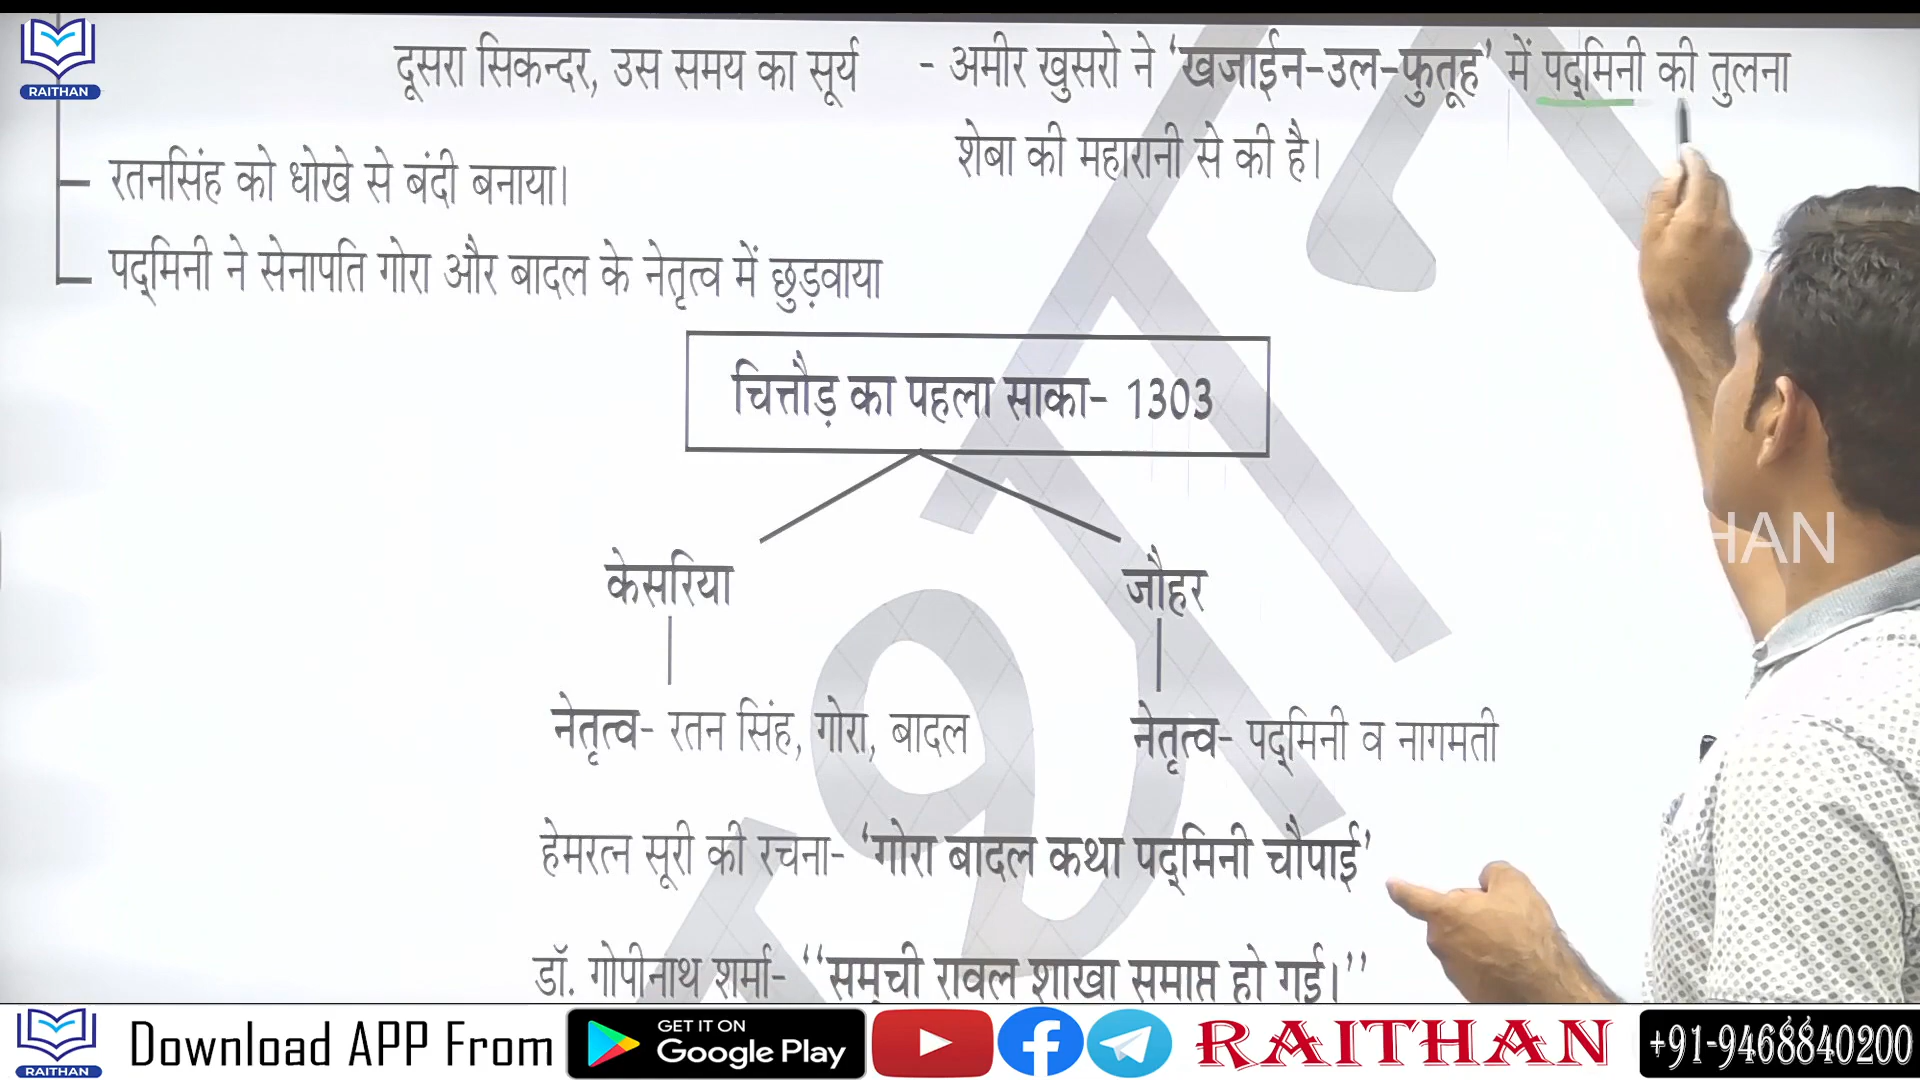 RAITHAN
दूसरा सिकन्दर, उस समय का सूर्य
- अमीर खुसरो ने ‘खजाईन-उल-फुतूह’ में पद्मिनी की तुलना
शेबा की महारानी से की है।
रतनसिंह को धोखे से बंदी बनाया।
पद्मिनी ने सेनापति गोरा और बादल के नेतृत्व में छुड़वाया
चित्तौड़ का पहला साका- 1303
केसरिया
जौहर
नेतृत्व- रतन सिंह, गोरा, बादल
नेतृत्व- पद्मिनी व नागमती
हेमरत्न सूरी की रचना- ‘गोरा बादल कथा पद्मिनी चौपाई’
डॉ. गोपीनाथ शर्मा- ‘‘समूची रावल शाखा समाप्त हो गई।’’
RAITHAN
Download APP From
GET IT ON
Google Play
RAITHAN
+91-9468840200